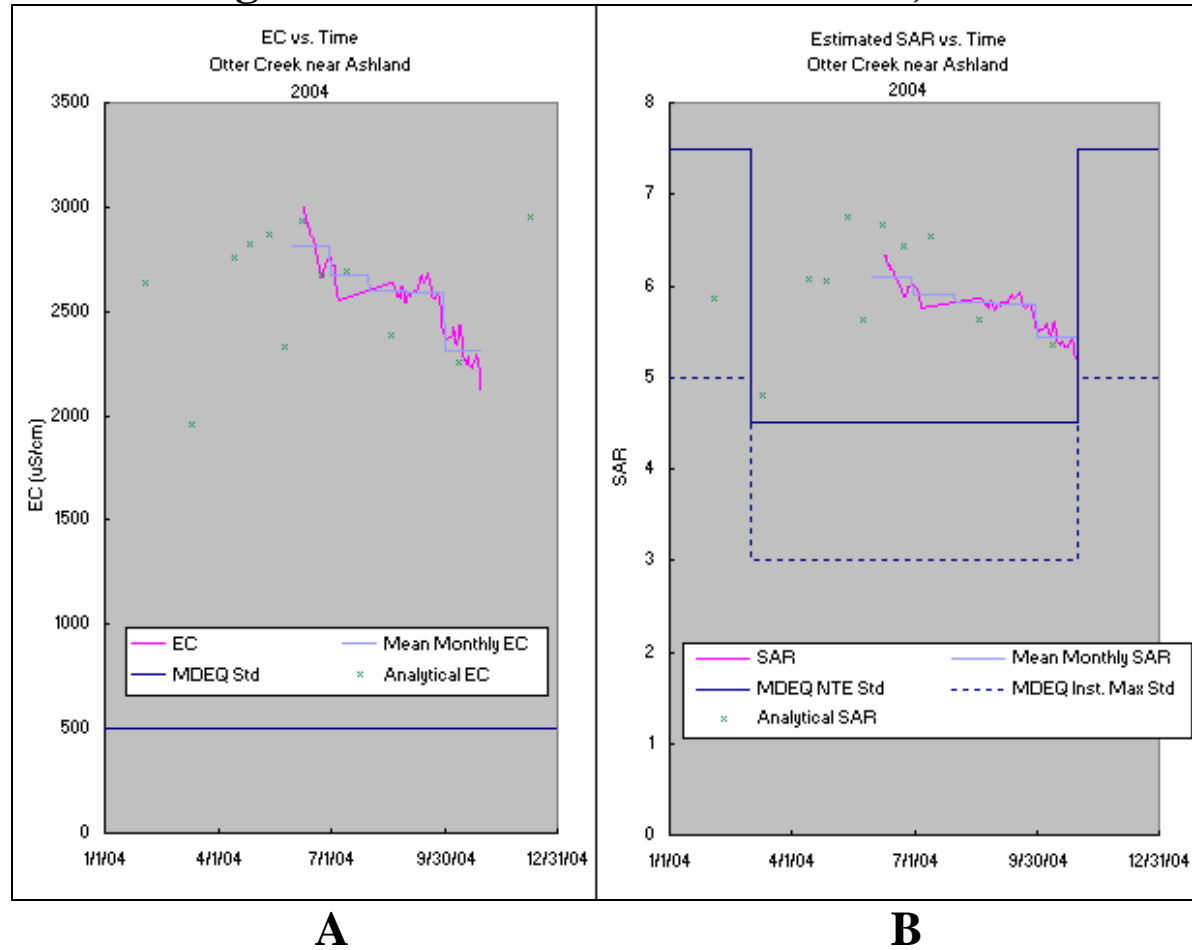 EC vs. Time
Otter Creek near Ashland
2004
3500
3000
2500
2000
1500
1000
500
0
EC (uS/cm)
EC
Mean Monthly EC
MDEQ Std
Analytical EC
1/1/04
4/1/04
7/1/04
9/30/04
12/31/04
A
Estimated SAR vs. Time
Otter Creek near Ashland
2004
8
7
6
5
4
3
2
1
0
SAR
SAR
Mean Monthly SAR
MDEQ NTE Std
MDEQ Inst. Max Std
Analytical SAR
1/1/04
4/1/04
7/1/04
9/30/04
12/31/04
B